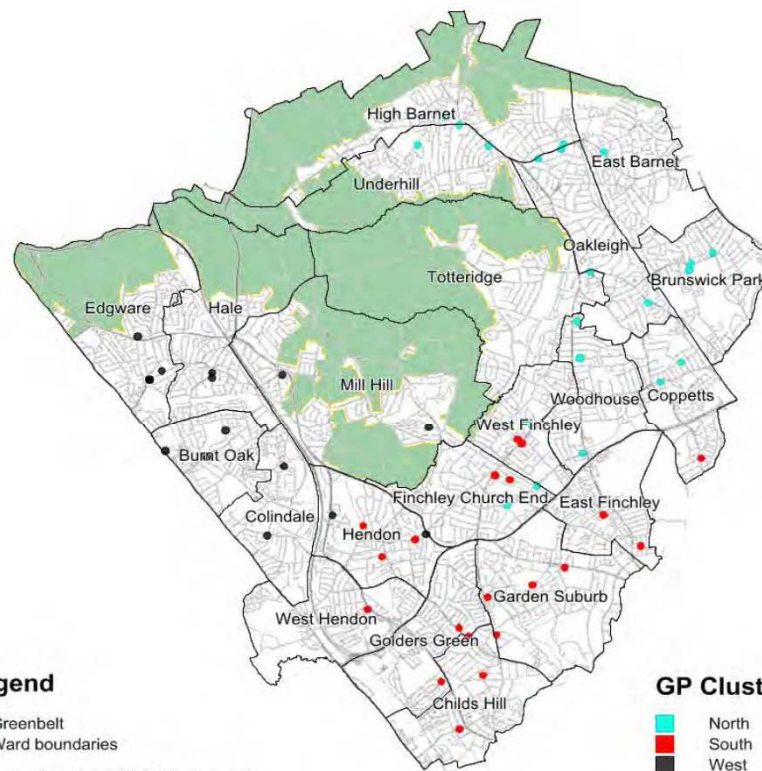 High Barnet
East Barnet
Underhill
Oakleigh
Totteridge
Brunswick Park
Edgware
Hale
Mill Hill
Woodhouse
Coppetts
West Finchley
Burnt Oak
Finchley Church End
East Finchley
Colindale
Hendon
Garden Suburb
West Hendon
Golders Green
Childs Hill
gend
Greenbelt
Ward boundaries
GP Clust
North
South
West